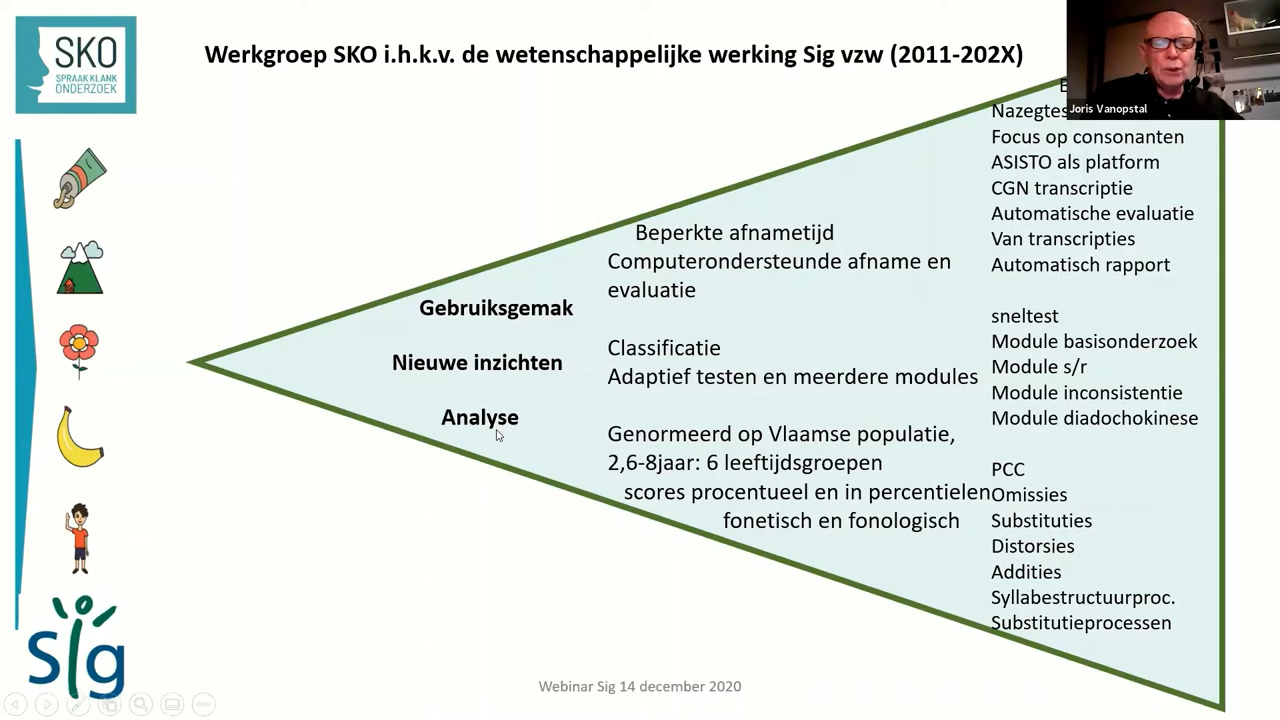 SKO
SPRAAK KLANK
ONDERZOEK
Werkgroep SKO i.h.k.v. de wetenschappelijke werking Sig vzw (2011-202X)
Joris Vanopstal
Gebruiksgemak
Nieuwe inzichten
Analyse
Beperkte afnametijd
Computerondersteunde afname en
evaluatie
Classificatie
Adaptief testen en meerdere modules
Genormeerd op Vlaamse populatie,
2,6-8jaar: 6 leeftijdsgroepen
scores procentueel en in percentielen
fonetisch en fonologisch
Focus op consonanten
ASISTO als platform
CGN transcriptie
Automatische evaluatie
Van transcripties
Automatisch rapport
sneltest
Module basisonderzoek
Module s/r
Module inconsistentie
Module diadochokinese
PCC
Omissies
Substituties
Distorsies
Addities
Syllabestructuurproc.
Substitutieprocessen
Sig
Webinar Sig 14 december 2020